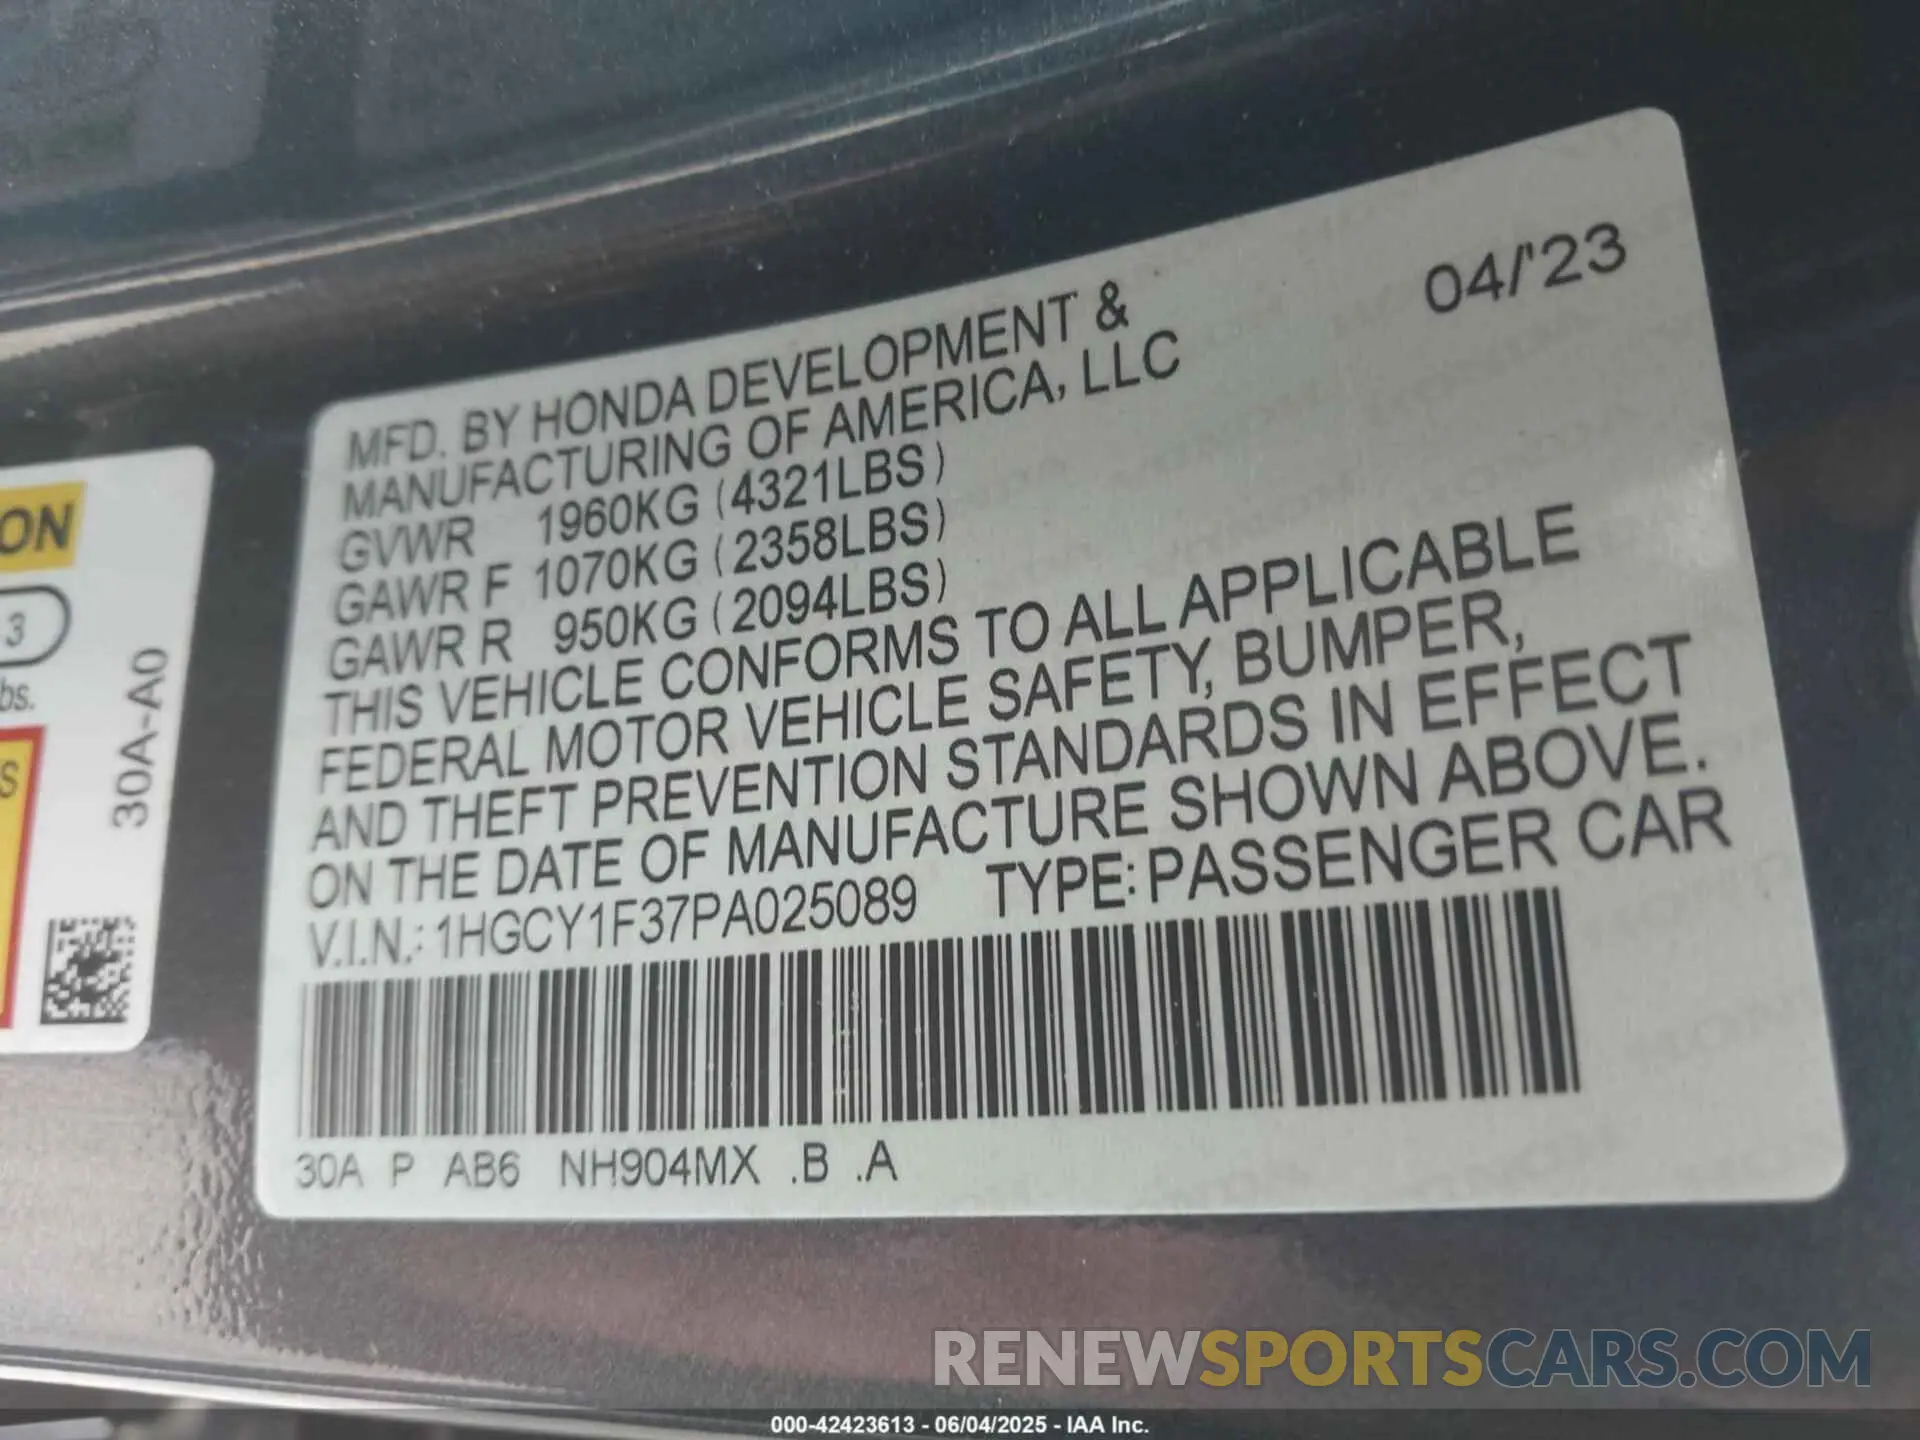 MFD. BY HONDA DEVELOPMENT &
MANUFACTURING OF AMERICA, LLC
04/'23
GVWR 1960KG (4321LBS)
GAWR F 1070KG (2358LBS)
GAWR R 950KG (2094LBS)
THIS VEHICLE CONFORMS TO ALL APPLICABLE
FEDERAL MOTOR VEHICLE SAFETY, BUMPER,
AND THEFT PREVENTION STANDARDS IN EFFECT
ON THE DATE OF MANUFACTURE SHOWN ABOVE.
V.I.N.: 1HGCY1F37PA025089 TYPE: PASSENGER CAR
30A P AB6 NH904MX .B .A
ON
3
bs.
S
30A-A0
RENEWSPORTSCARS.COM
000-42423613 - 06/04/2025 - IAA Inc.